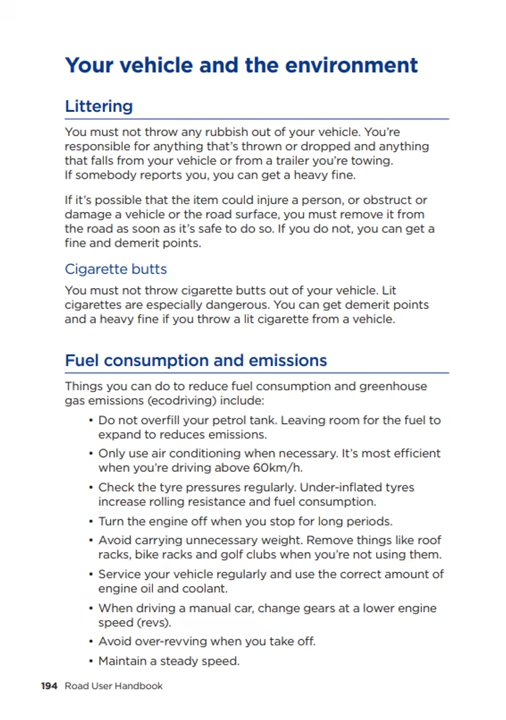 Your vehicle and the environment
Littering
You must not throw any rubbish out of your vehicle. You're
responsible for anything that's thrown or dropped and anything
that falls from your vehicle or from a trailer you're towing.
If somebody reports you, you can get a heavy fine.
If it's possible that the item could injure a person, or obstruct or
damage a vehicle or the road surface, you must remove it from
the road as soon as it's safe to do so. If you do not, you can get a
fine and demerit points.
Cigarette butts
You must not throw cigarette butts out of your vehicle. Lit
cigarettes are especially dangerous. You can get demerit points
and a heavy fine if you throw a lit cigarette from a vehicle.
Fuel consumption and emissions
Things you can do to reduce fuel consumption and greenhouse
gas emissions (ecodriving) include:
• Do not overfill your petrol tank. Leaving room for the fuel to
expand to reduces emissions.
• Only use air conditioning when necessary. It's most efficient
when you're driving above 60km/h.
• Check the tyre pressures regularly. Under-inflated tyres
increase rolling resistance and fuel consumption.
• Turn the engine off when you stop for long periods.
• Avoid carrying unnecessary weight. Remove things like roof
racks, bike racks and golf clubs when you're not using them.
• Service your vehicle regularly and use the correct amount of
engine oil and coolant.
• When driving a manual car, change gears at a lower engine
speed (revs).
• Avoid over-revving when you take off.
• Maintain a steady speed.
194 Road User Handbook